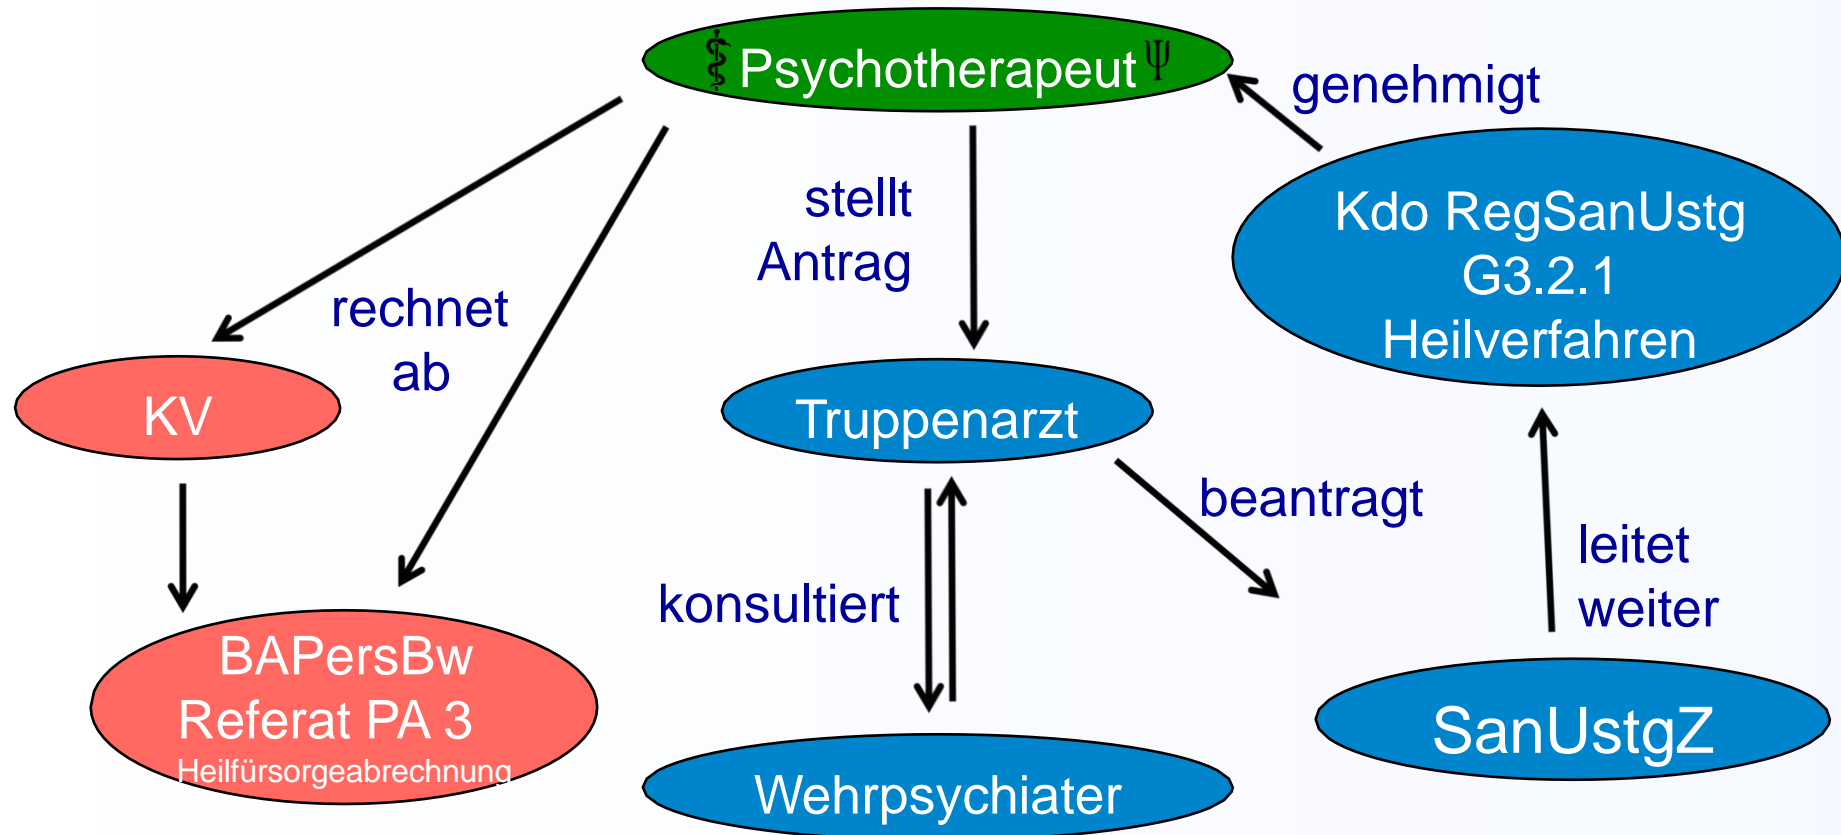 Psychotherapeut Ψ
genehmigt
stellt
Antrag
Kdo RegSanUstg
G3.2.1
Heilverfahren
rechnet
ab
KV
Truppenarzt
beantragt
konsultiert
leitet
weiter
BAPersBw
Referat PA 3
Heilfürsorgeabrechnung
SanUstgZ
Wehrpsychiater